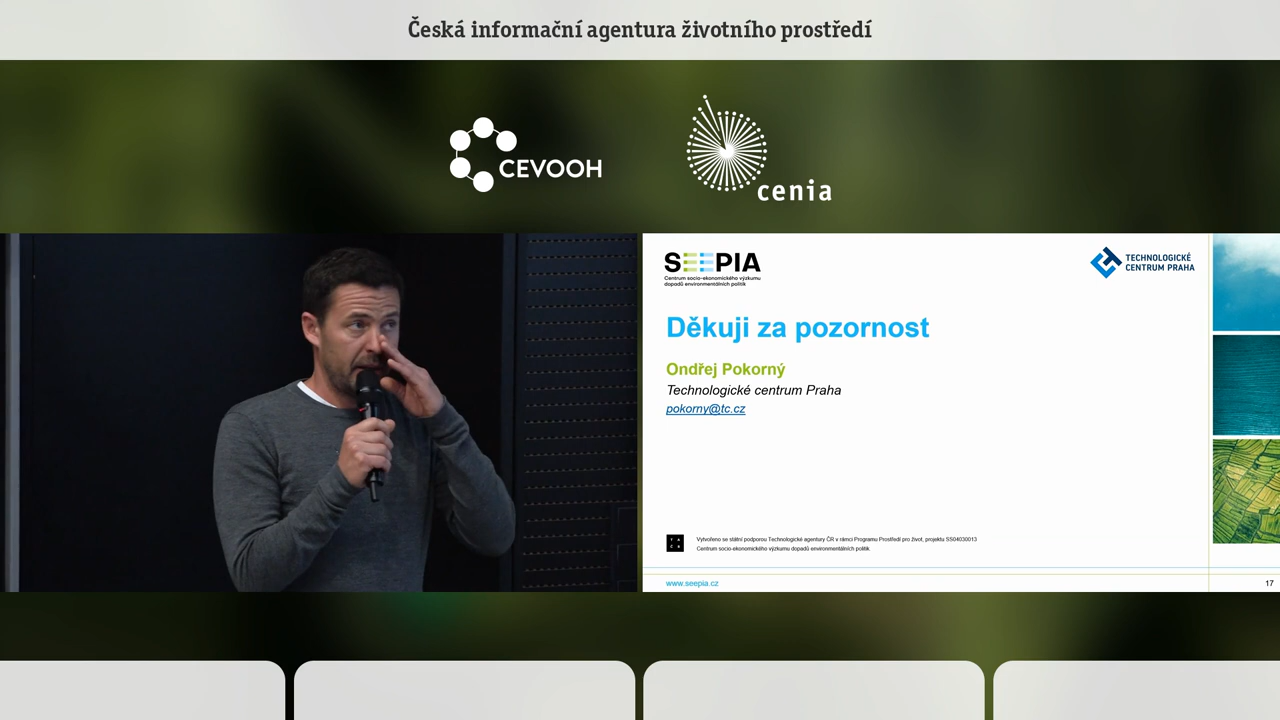 Česká informační agentura životního prostředí
CEVOOH
cenia
SEEPIA
Centrum socio-ekonomického výzkumu
dopadů environmentálních politik
TECHNOLOGICKÉ
CENTRUM PRAHA
Děkuji za pozornost
Ondřej Pokorný
Technologické centrum Praha
pokorny@tc.cz
T A
Č R
Vytvořeno se státní podporou Technologické agentury ČR v rámci Programu Prostředí pro život, projektu SS04030013
Centrum socio-ekonomického výzkumu dopadů environmentálních politik.
www.seepia.cz
17